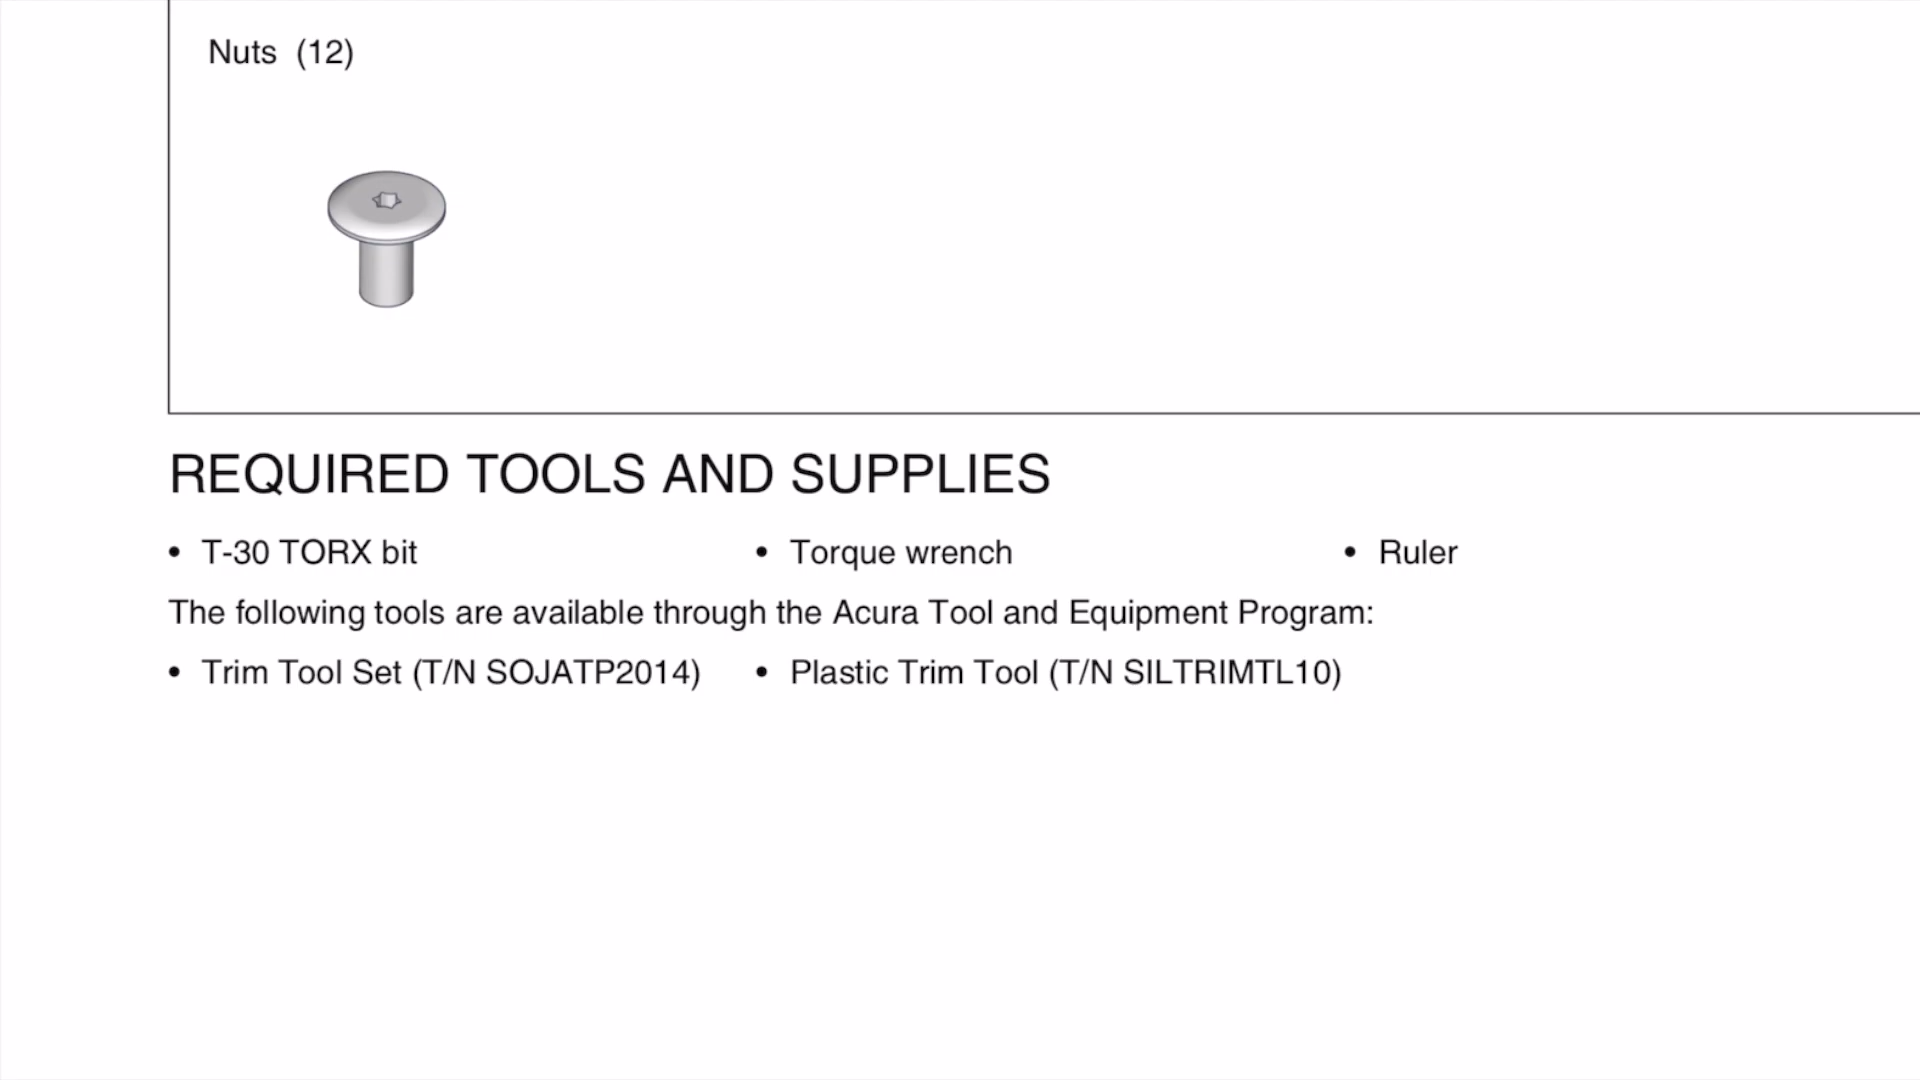 Nuts (12)
REQUIRED TOOLS AND SUPPLIES
• T-30 TORX bit • Torque wrench • Ruler
The following tools are available through the Acura Tool and Equipment Program:
• Trim Tool Set (T/N SOJATP2014) • Plastic Trim Tool (T/N SILTRIMTL10)